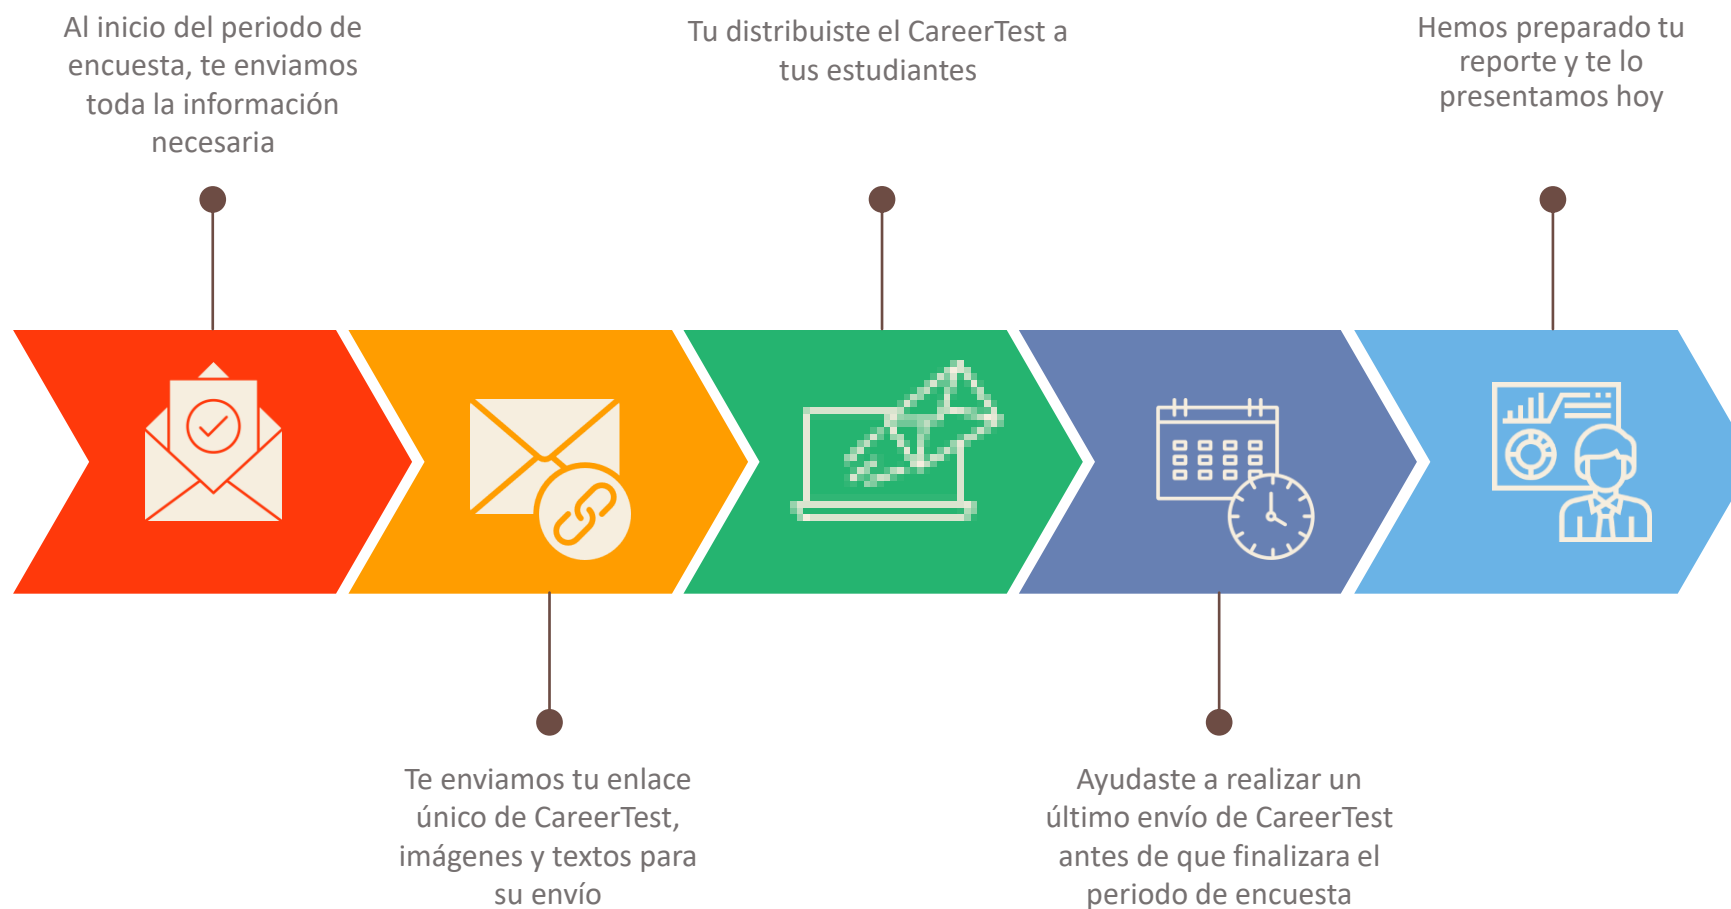 Al inicio del periodo de
encuesta, te enviamos
toda la información
necesaria
Te enviamos tu enlace
único de CareerTest,
imágenes y textos para
su envío
Tu distribuiste el CareerTest a
tus estudiantes
Ayudaste a realizar un
último envío de CareerTest
antes de que finalizara el
periodo de encuesta
Hemos preparado tu
reporte y te lo
presentamos hoy